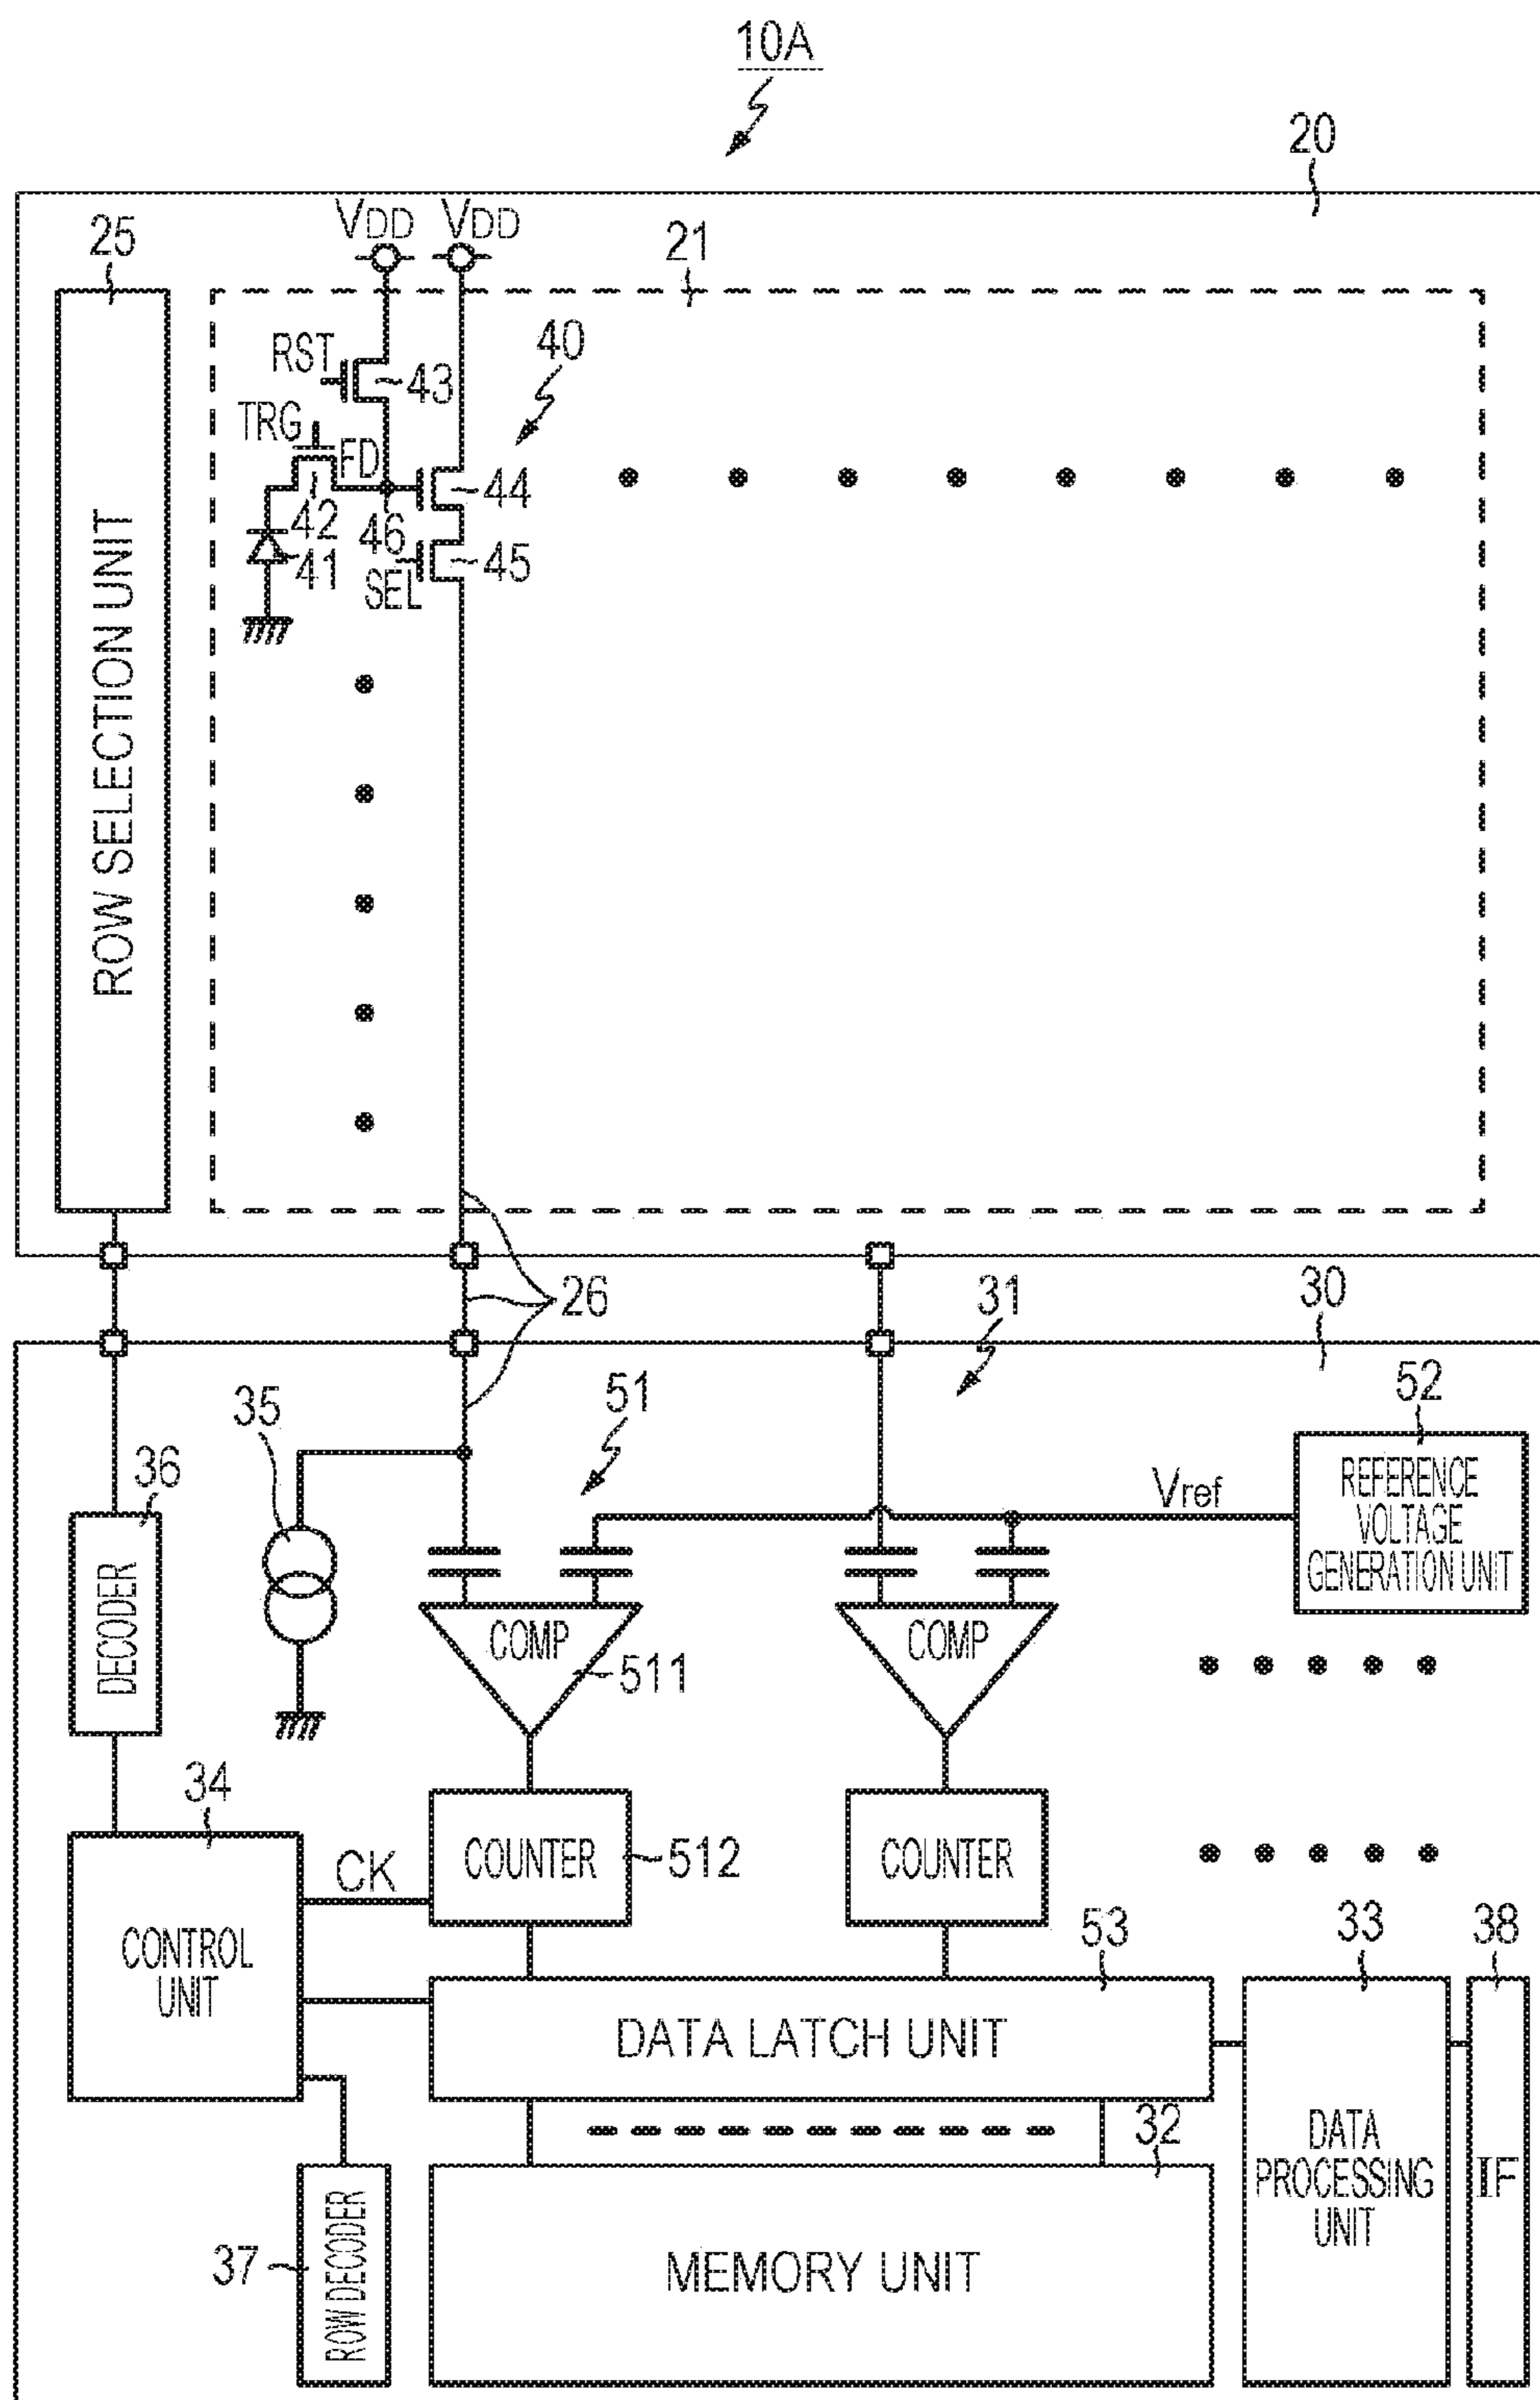 10A
20
25
VDD
VDD
21
RST
43
40
TRG
FD
44
42
46
41
45
SEL
ROW SELECTION UNIT
26
31
30
35
51
52
36
Vref
REFERENCE
VOLTAGE
GENERATION UNIT
DECODER
COMP
COMP
511
34
COUNTER
512
COUNTER
CK
CONTROL
UNIT
53
33
38
DATA LATCH UNIT
32
DATA
PROCESSING
UNIT
IF
37
ROW DECODER
MEMORY UNIT